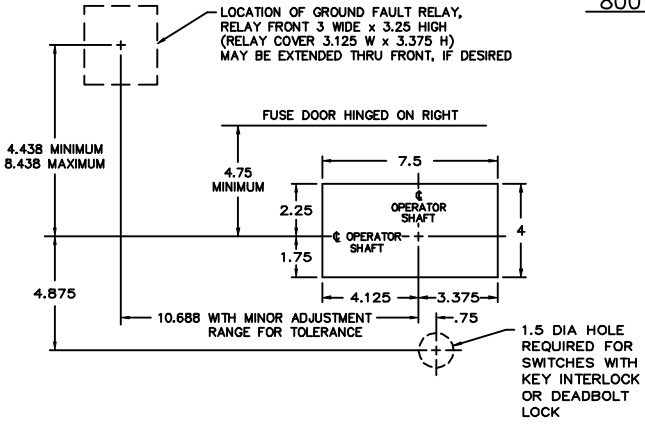 800
LOCATION OF GROUND FAULT RELAY,
RELAY FRONT 3 WIDE x 3.25 HIGH
(RELAY COVER 3.125 W x 3.375 H)
MAY BE EXTENDED THRU FRONT, IF DESIRED
FUSE DOOR HINGED ON RIGHT
4.438 MINIMUM
8.438 MAXIMUM
4.75
MINIMUM
7.5
2.25
℄
OPERATOR
SHAFT
℄ OPERATOR
SHAFT
4
1.75
4.875
4.125
3.375
10.688 WITH MINOR ADJUSTMENT
RANGE FOR TOLERANCE
.75
1.5 DIA HOLE
REQUIRED FOR
SWITCHES WITH
KEY INTERLOCK
OR DEADBOLT
LOCK